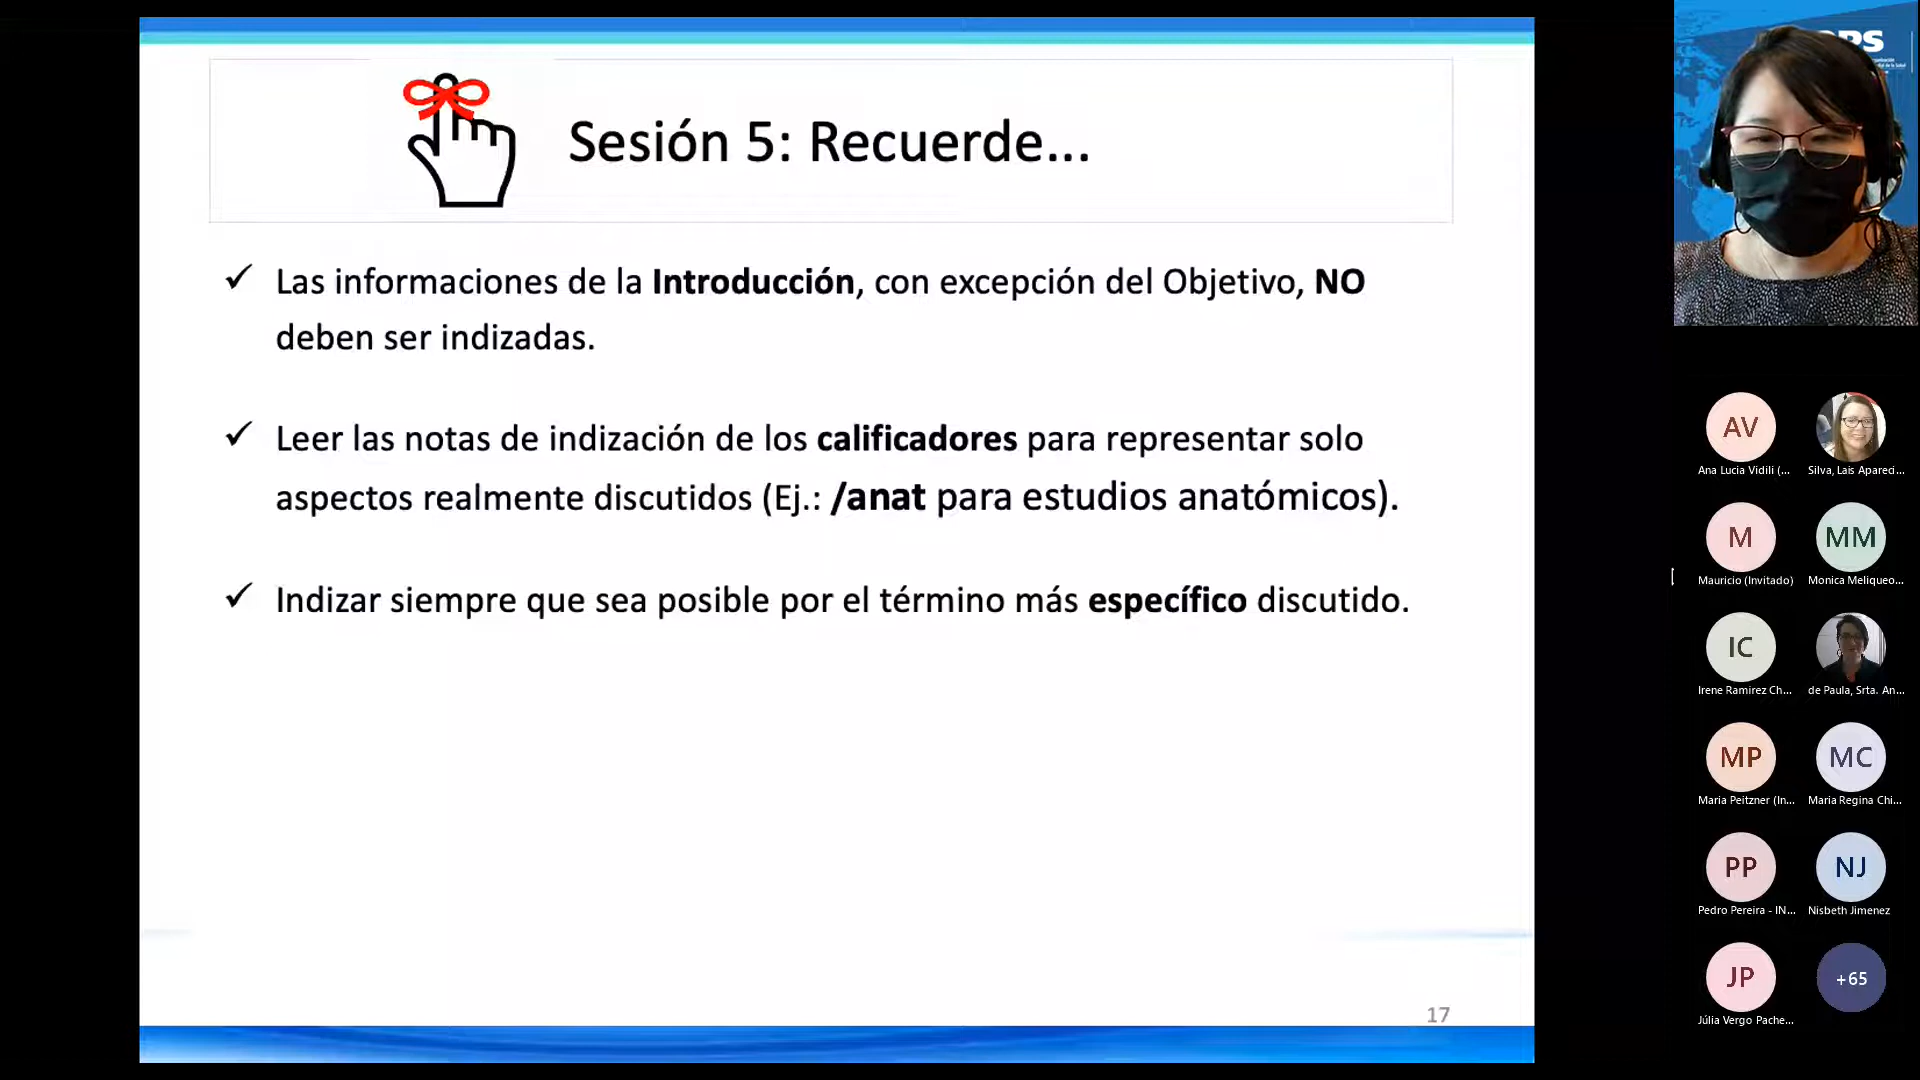 Sesión 5: Recuerde...
✓ Las informaciones de la Introducción, con excepción del Objetivo, NO
deben ser indizadas.
✓ Leer las notas de indización de los calificadores para representar solo
aspectos realmente discutidos (Ej.: /anat para estudios anatómicos).
✓ Indizar siempre que sea posible por el término más específico discutido.
17
AV
Ana Lucia Vidili (...
Silva, Lais Apareci...
M
Mauricio (Invitado)
MM
Monica Meliqueo...
IC
Irene Ramírez Ch...
de Paula, Srta. An...
MP
Maria Peitzner (In...
MC
Maria Regina Chi...
PP
Pedro Pereira - IN...
NJ
Nisbeth Jimenez
JP
Júlia Vergo Pache...
+65